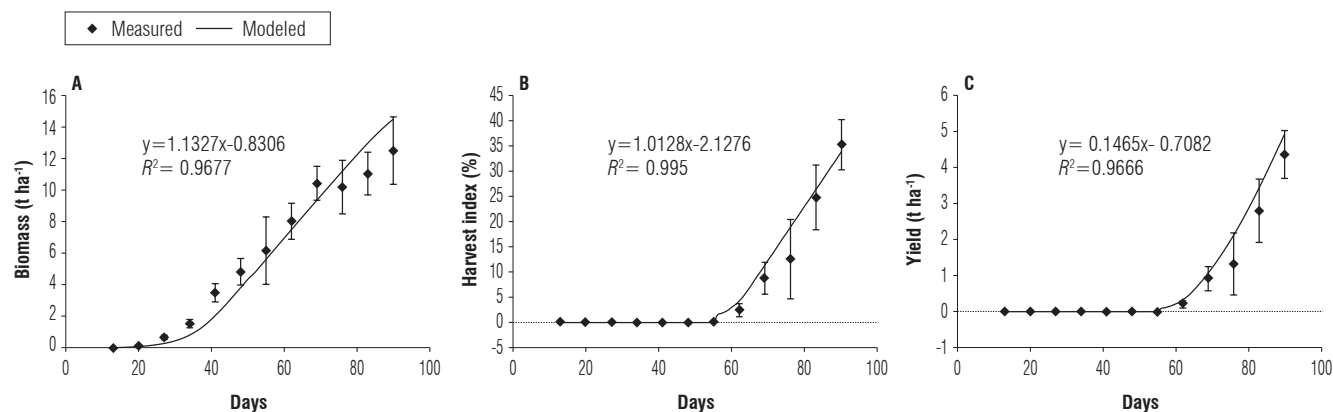 Measured Modeled
A
Biomass (t ha-1)
16
14
12
10
8
6
4
2
0
y=1.1327x-0.8306
R2= 0.9677
0 20 40 60 80 100
Days
B
Harvest index (%)
45
40
35
30
25
20
15
10
5
0
-5
y=1.0128x-2.1276
R2= 0.995
0 20 40 60 80 100
Days
C
Yield (t ha-1)
6
5
4
3
2
1
0
-1
y= 0.1465x- 0.7082
R2=0.9666
0 20 40 60 80 100
Days